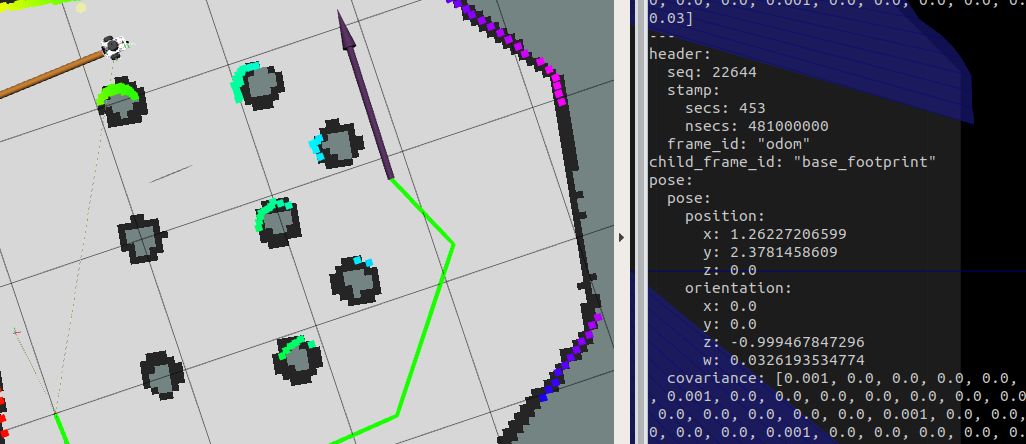 0, 0.0, 0.0, 0.001, 0.0, 0.0, 0.0, 0.0,
0.03]
---
header:
seq: 22644
stamp:
secs: 453
nsecs: 481000000
frame_id: "odom"
child_frame_id: "base_footprint"
pose:
pose:
position:
x: 1.26227206599
y: 2.3781458609
z: 0.0
orientation:
x: 0.0
y: 0.0
z: -0.999467847296
w: 0.0326193534774
covariance: [0.001, 0.0, 0.0, 0.0, 0.0,
, 0.001, 0.0, 0.0, 0.0, 0.0, 0.0, 0.0,
0.0, 0.0, 0.0, 0.0, 0.0, 0.001, 0.0, 0.
0, 0.0, 0.0, 0.001, 0.0, 0.0, 0.0, 0.0,